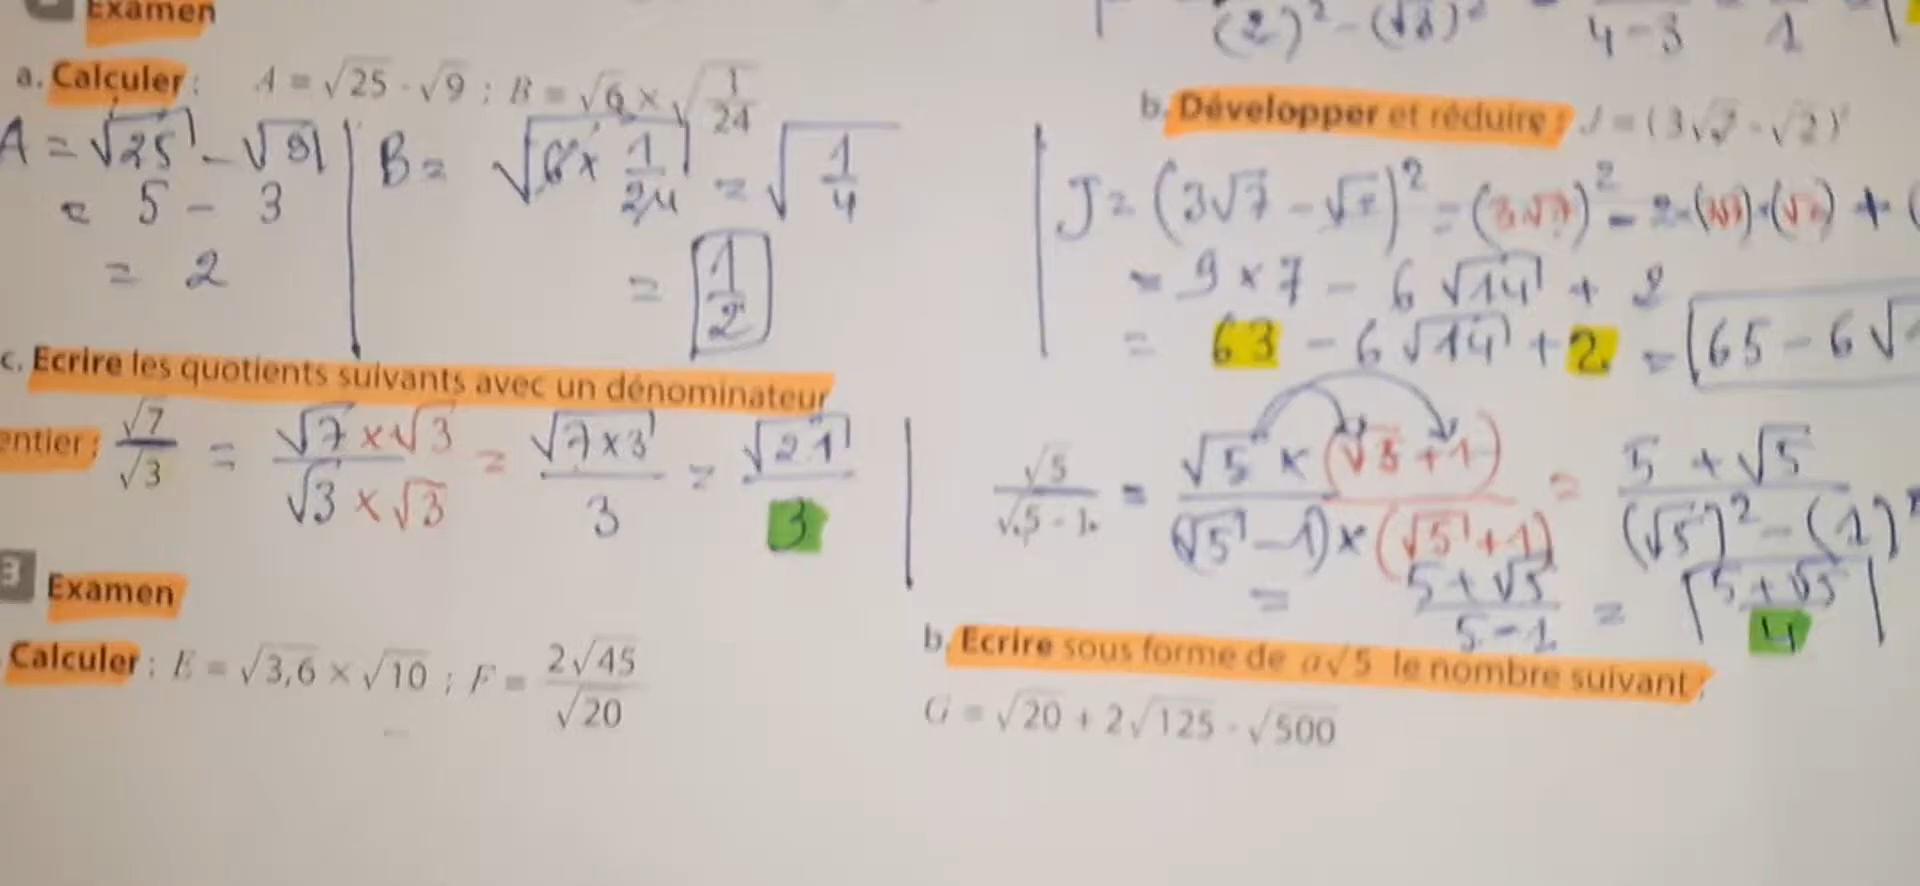 Examen
(2)² - (√3)² 4-3 1
a. Calculer : A = √25 - √9 ; B = √6 × √(1/24)
A = √25 - √9
= 5 - 3
= 2
B = √(6 × 1/24) = √(1/4)
= 1/2
b. Développer et réduire : J = (3√7 - √2)²
J = (3√7 - √2)² = (3√7)² - 2·(3√7)·(√2) + (
= 9 × 7 - 6 √14 + 2
= 63 - 6 √14 + 2 = 65 - 6√
c. Ecrire les quotients suivants avec un dénominateur
entier : √7/√3 = (√7 × √3)/(√3 × √3) = √(7×3)/3 = √21/3
√5/(√5 - 1) = (√5 × (√5 + 1))/((√5 - 1) × (√5 + 1)) = (5 + √5)/((√5)² - (1)²)
= (5 + √5)/(5 - 1) = (5 + √5)/4
3 Examen
Calculer : E = √3,6 × √10 ; F = 2√45/√20
b. Ecrire sous forme de a√5 le nombre suivant :
G = √20 + 2√125 - √500